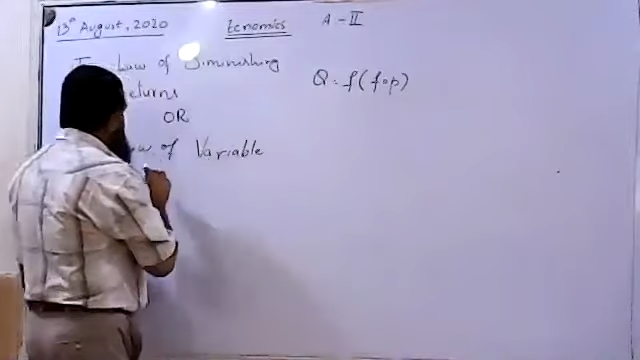 13th August, 2020 Economics A - II
Law of Diminishing
Returns
OR
of Variable
Q = f(fop)